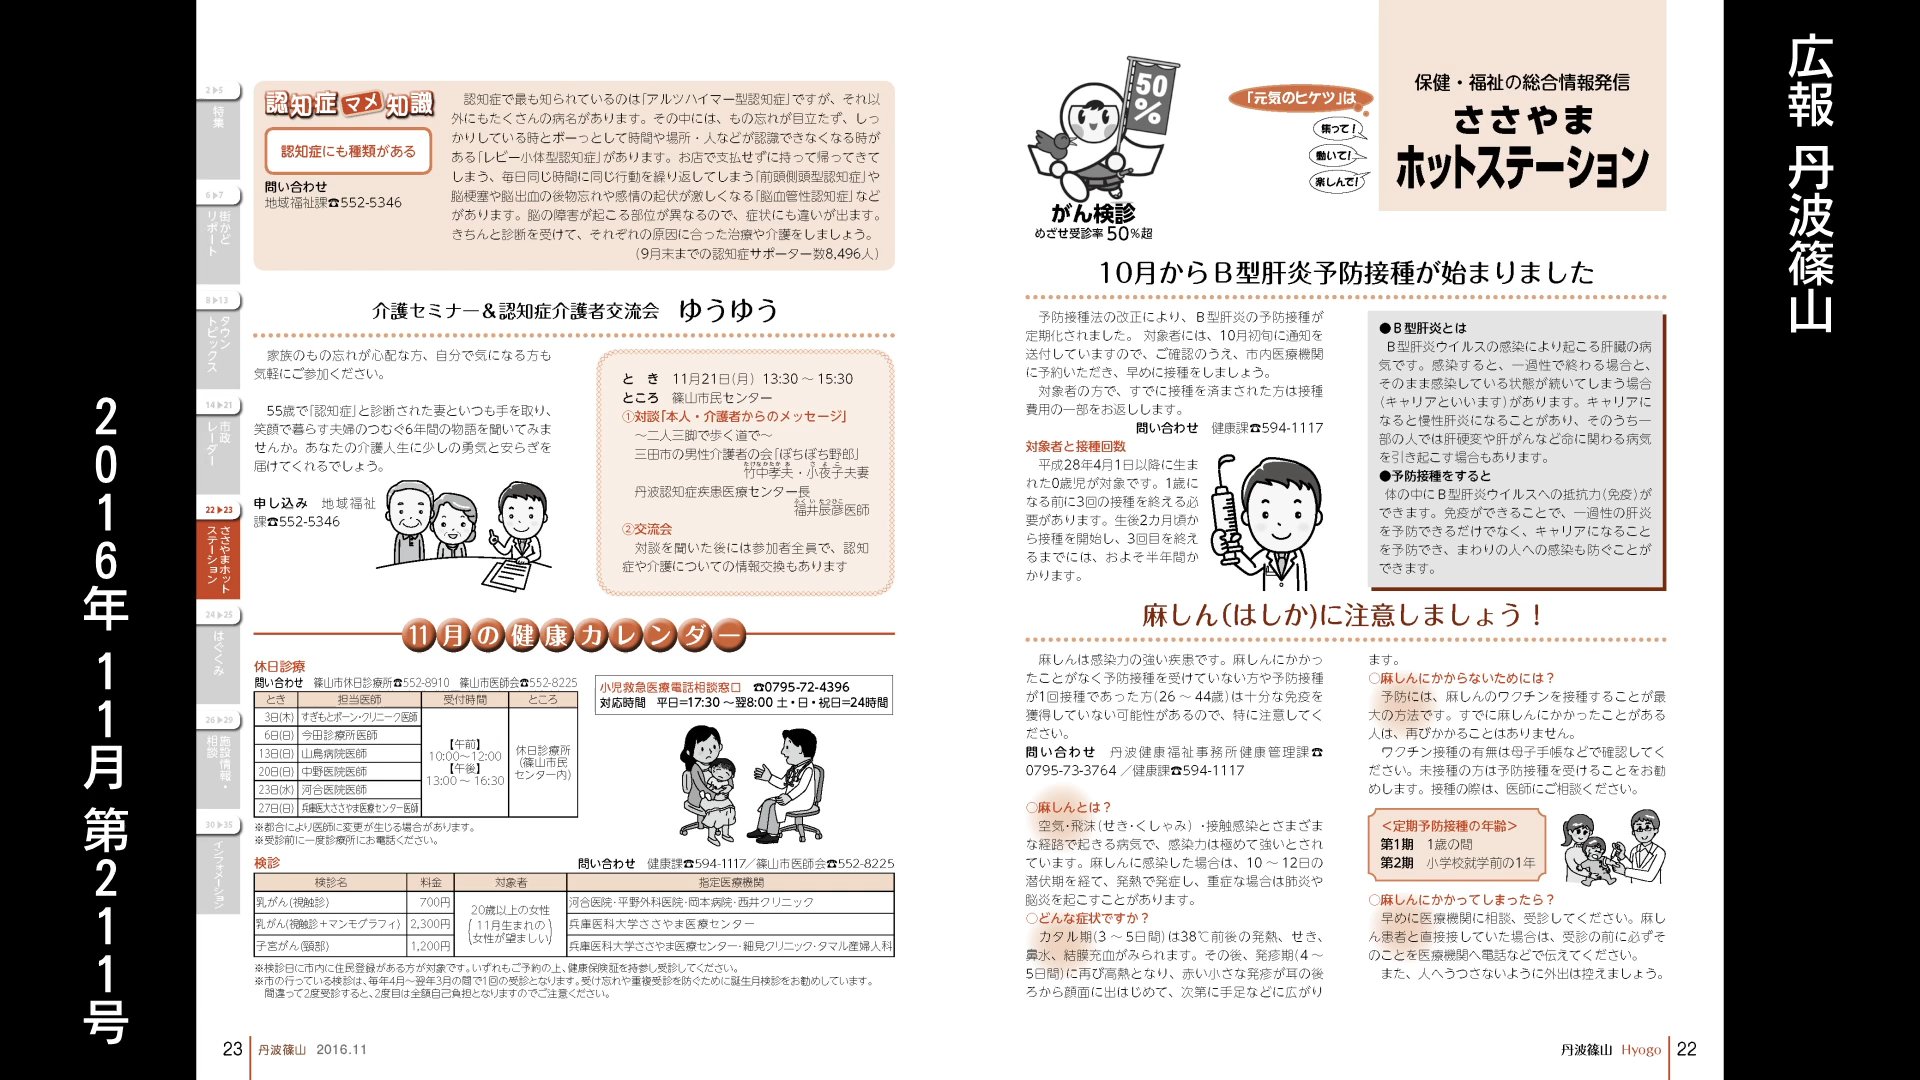 広報 丹波篠山
2016年 11月 第211号
50
%
がん検診
めざせ受診率50%超
「元気のヒケツ」は
集って!
動いて!
楽しんで!
保健・福祉の総合情報発信
ささやま
ホットステーション
10月からB型肝炎予防接種が始まりました
予防接種法の改正により、B型肝炎の予防接種が
定期化されました。 対象者には、10月初旬に通知を
送付していますので、ご確認のうえ、市内医療機関
に予約いただき、早めに接種をしましょう。
対象者の方で、すでに接種を済まされた方は接種
費用の一部をお返しします。
問い合わせ 健康課☎594-1117
対象者と接種回数
平成28年4月1日以降に生ま
れた0歳児が対象です。1歳に
なる前に3回の接種を終える必
要があります。生後2カ月頃か
ら接種を開始し、3回目を終え
るまでには、およそ半年間か
かります。
●B型肝炎とは
B型肝炎ウイルスの感染により起こる肝臓の病
気です。感染すると、一過性で終わる場合と、
そのまま感染している状態が続いてしまう場合
(キャリアといいます)があります。キャリアに
なると慢性肝炎になることがあり、そのうち一
部の人では肝硬変や肝がんなど命に関わる病気
を引き起こす場合もあります。
●予防接種をすると
体の中にB型肝炎ウイルスへの抵抗力(免疫)が
できます。免疫ができることで、一過性の肝炎
を予防できるだけでなく、キャリアになること
を予防でき、まわりの人への感染も防ぐことが
できます。
麻しん(はしか)に注意しましょう！
麻しんは感染力の強い疾患です。麻しんにかかっ
たことがなく予防接種を受けていない方や予防接種
が1回接種であった方(26～44歳)は十分な免疫を
獲得していない可能性があるので、特に注意してく
ださい。
問い合わせ 丹波健康福祉事務所健康管理課☎
0795-73-3764／健康課☎594-1117
○麻しんとは？
空気・飛沫(せき・くしゃみ)・接触感染とさまざま
な経路で起きる病気で、感染力は極めて強いとされ
ています。麻しんに感染した場合は、10～12日の
潜伏期を経て、発熱で発症し、重症な場合は肺炎や
脳炎を起こすことがあります。
○どんな症状ですか？
カタル期(3～5日間)は38℃前後の発熱、せき、
鼻水、結膜充血がみられます。その後、発疹期(4～
5日間)に再び高熱となり、赤い小さな発疹が耳の後
ろから顔面に出はじめて、次第に手足などに広がり
ます。
○麻しんにかからないためには？
予防には、麻しんのワクチンを接種することが最
大の方法です。すでに麻しんにかかったことがある
人は、再びかかることはありません。
ワクチン接種の有無は母子手帳などで確認してく
ださい。未接種の方は予防接種を受けることをお勧
めします。接種の際は、医師にご相談ください。
＜定期予防接種の年齢＞
第1期 1歳の間
第2期 小学校就学前の1年
○麻しんにかかってしまったら？
早めに医療機関に相談、受診してください。麻し
ん患者と直接接していた場合は、受診の前に必ずそ
のことを医療機関へ電話などで伝えてください。
また、人へうつさないように外出は控えましょう。
丹波篠山 Hyogo 22
2▶5
特集
6▶7
街かど
リポート
8▶13
タウン
トピックス
14▶21
市政
レーダー
22▶23
ささやまホット
ステーション
24▶25
はぐくみ
26▶29
施設情報・
相談
30▶35
インフォメーション
認知症マメ知識
認知症にも種類がある
問い合わせ
地域福祉課☎552-5346
認知症で最も知られているのは「アルツハイマー型認知症」ですが、それ以
外にもたくさんの病名があります。その中には、もの忘れが目立たず、しっ
かりしている時とボーっとして時間や場所・人などが認識できなくなる時が
ある「レビー小体型認知症」があります。お店で支払せずに持って帰ってきて
しまう、毎日同じ時間に同じ行動を繰り返してしまう「前頭側頭型認知症」や
脳梗塞や脳出血の後物忘れや感情の起伏が激しくなる「脳血管性認知症」など
があります。脳の障害が起こる部位が異なるので、症状にも違いが出ます。
きちんと診断を受けて、それぞれの原因に合った治療や介護をしましょう。
(9月末までの認知症サポーター数8,496人)
介護セミナー＆認知症介護者交流会 ゆうゆう
家族のもの忘れが心配な方、自分で気になる方も
気軽にご参加ください。
55歳で「認知症」と診断された妻といつも手を取り、
笑顔で暮らす夫婦のつむぐ6年間の物語を聞いてみま
せんか。あなたの介護人生に少しの勇気と安らぎを
届けてくれるでしょう。
申し込み 地域福祉
課☎552-5346
とき 11月21日(月) 13:30～15:30
ところ 篠山市民センター
①対談「本人・介護者からのメッセージ」
～二人三脚で歩く道で～
三田市の男性介護者の会「ぼちぼち野郎」
竹中孝夫・小夜子夫妻
丹波認知症疾患医療センター長
福井辰彦医師
②交流会
対談を聞いた後には参加者全員で、認知
症や介護についての情報交換もあります
11月の健康カレンダー
休日診療
問い合わせ 篠山市休日診療所☎552-8910 篠山市医師会☎552-8225
とき 担当医師 受付時間 ところ
3日(木) すぎもとボーン・クリニーク医師
6日(日) 今田診療所医師
13日(日) 山鳥病院医師
20日(日) 中野医院医師
23日(水) 河合医院医師
27日(日) 兵庫医大ささやま医療センター医師
【午前】
10:00～12:00
【午後】
13:00～16:30
休日診療所
(篠山市民
センター内)
※都合により医師に変更が生じる場合があります。
※受診前に一度診療所にお電話ください。
小児救急医療電話相談窓口 ☎0795-72-4396
対応時間 平日=17:30～翌8:00 土・日・祝日=24時間
検診
問い合わせ 健康課☎594-1117／篠山市医師会☎552-8225
検診名 料金 対象者 指定医療機関
乳がん(視触診) 700円 河合医院・平野外科医院・岡本病院・西井クリニック
乳がん(視触診＋マンモグラフィ) 2,300円 兵庫医科大学ささやま医療センター
子宮がん(頸部) 1,200円 兵庫医科大学ささやま医療センター・細見クリニック・タマル産婦人科
20歳以上の女性
(11月生まれの
女性が望ましい)
※検診日に市内に住民登録がある方が対象です。いずれもご予約の上、健康保険証を持参し受診してください。
※市の行っている検診は、毎年4月～翌年3月の間で1回の受診となります。受け忘れや重複受診を防ぐために誕生月検診をお勧めしています。
間違って2度受診すると、2度目は全額自己負担となりますのでご注意ください。
23 丹波篠山 2016.11